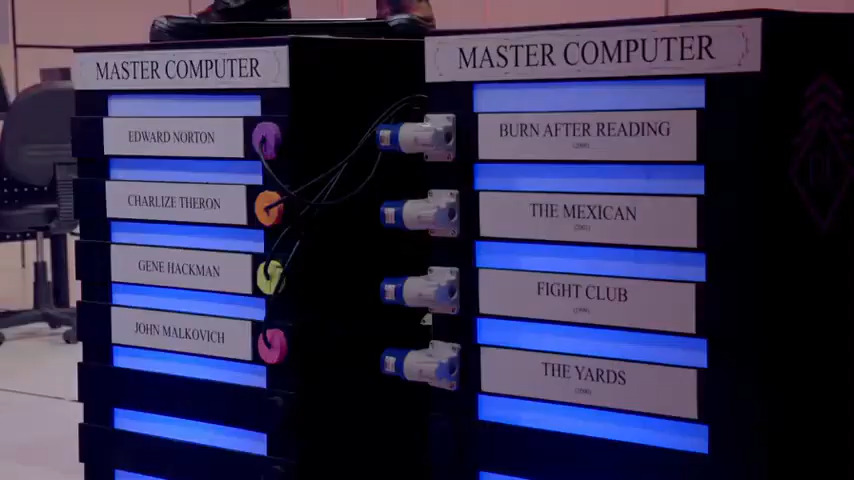 MASTER COMPUTER
EDWARD NORTON
CHARLIZE THERON
GENE HACKMAN
JOHN MALKOVICH
MASTER COMPUTER
BURN AFTER READING
THE MEXICAN
FIGHT CLUB
THE YARDS